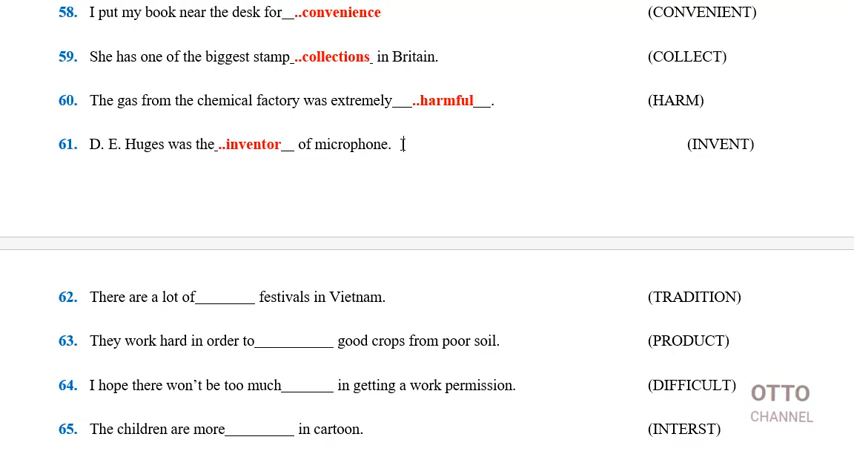 58. I put my book near the desk for__..convenience (CONVENIENT)
59. She has one of the biggest stamp_..collections_ in Britain. (COLLECT)
60. The gas from the chemical factory was extremely___..harmful__. (HARM)
61. D. E. Huges was the_..inventor__ of microphone. (INVENT)
62. There are a lot of________ festivals in Vietnam. (TRADITION)
63. They work hard in order to__________ good crops from poor soil. (PRODUCT)
64. I hope there won’t be too much_______ in getting a work permission. (DIFFICULT)
65. The children are more_________ in cartoon. (INTERST)
OTTO
CHANNEL